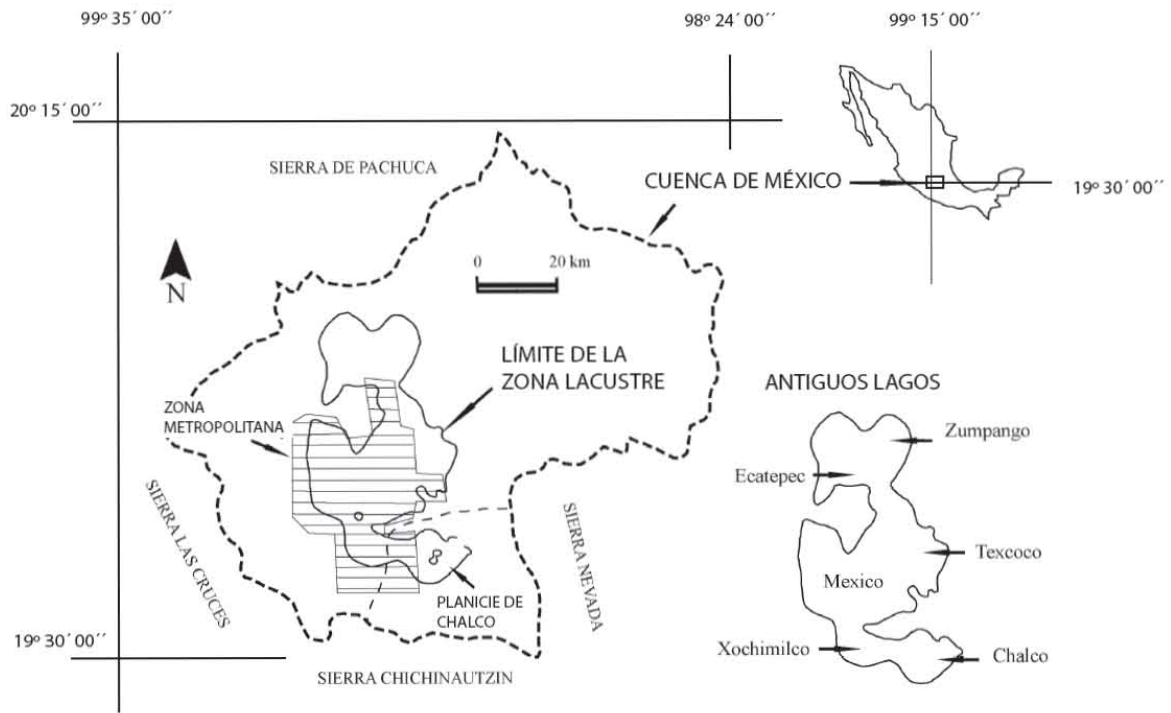 99º 35´ 00´´
98º 24´ 00´´
99º 15´ 00´´
20º 15´ 00´´
SIERRA DE PACHUCA
CUENCA DE MÉXICO
19º 30´ 00´´
0 20 km
N
LÍMITE DE LA
ZONA LACUSTRE
ANTIGUOS LAGOS
ZONA
METROPOLITANA
Zumpango
Ecatepec
SIERRA LAS CRUCES
SIERRA NEVADA
Texcoco
Mexico
PLANICIE DE
CHALCO
Xochimilco
Chalco
19º 30´ 00´´
SIERRA CHICHINAUTZIN